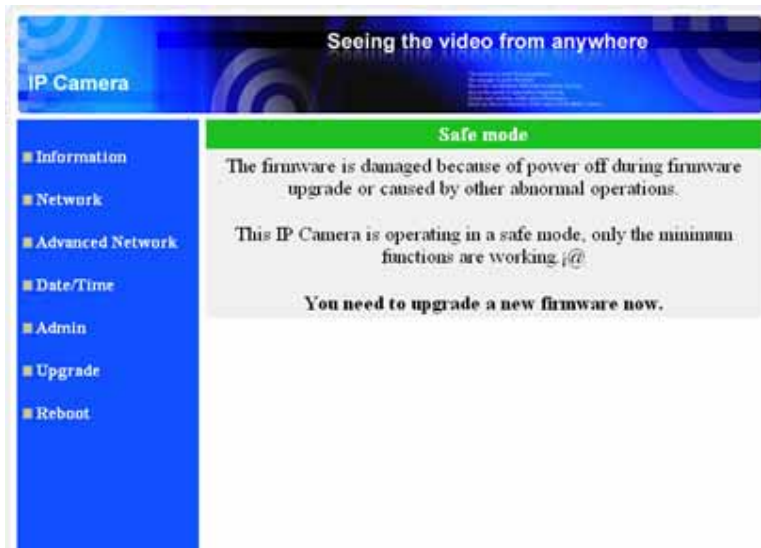 Seeing the video from anywhere
IP Camera
Information
Network
Advanced Network
Date/Time
Admin
Upgrade
Reboot
Safe mode
The firmware is damaged because of power off during firmware
upgrade or caused by other abnormal operations.
This IP Camera is operating in a safe mode, only the minimum
functions are working.¡@
You need to upgrade a new firmware now.